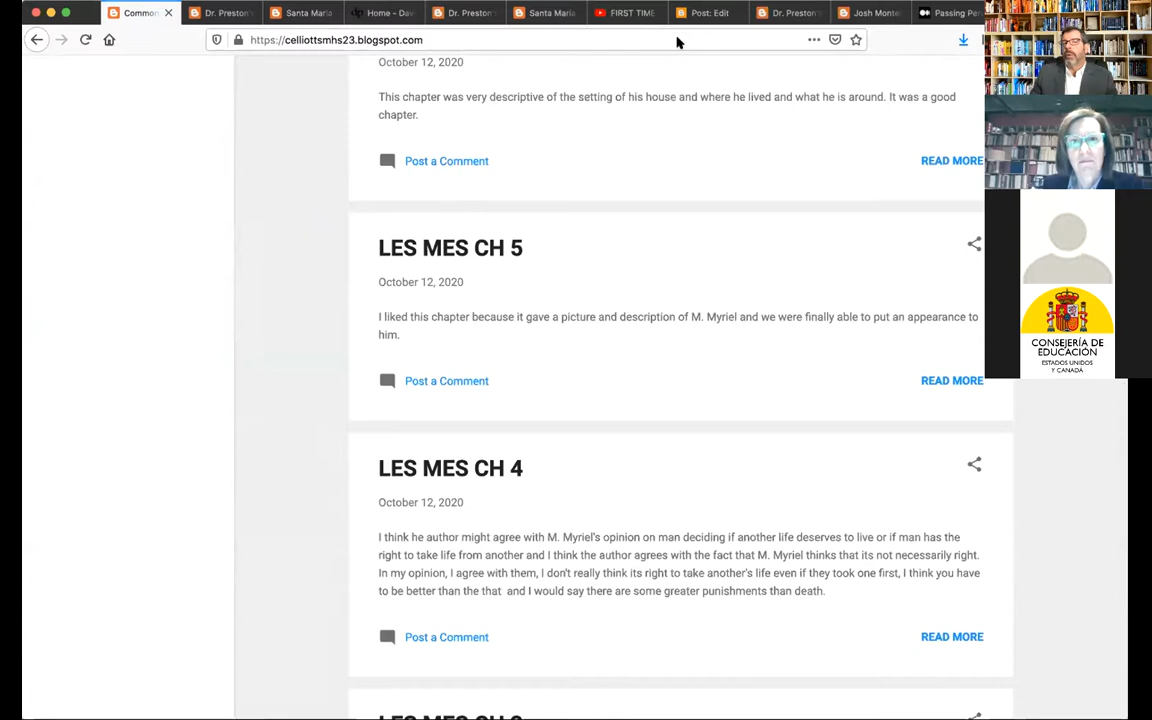 Common
Dr. Preston'
Santa Maria
Home – Dav
Dr. Preston'
Santa Maria
FIRST TIME
Post: Edit
Dr. Preston'
Josh Monte
Passing Per
https://celliottsmhs23.blogspot.com
October 12, 2020
This chapter was very descriptive of the setting of his house and where he lived and what he is around. It was a good
chapter.
Post a Comment
READ MORE
LES MES CH 5
October 12, 2020
I liked this chapter because it gave a picture and description of M. Myriel and we were finally able to put an appearance to
him.
Post a Comment
READ MORE
CONSEJERÍA DE
EDUCACIÓN
ESTADOS UNIDOS
Y CANADÁ
LES MES CH 4
October 12, 2020
I think he author might agree with M. Myriel's opinion on man deciding if another life deserves to live or if man has the
right to take life from another and I think the author agrees with the fact that M. Myriel thinks that its not necessarily right.
In my opinion, I agree with them, I don't really think its right to take another's life even if they took one first, I think you have
to be better than the that and I would say there are some greater punishments than death.
Post a Comment
READ MORE